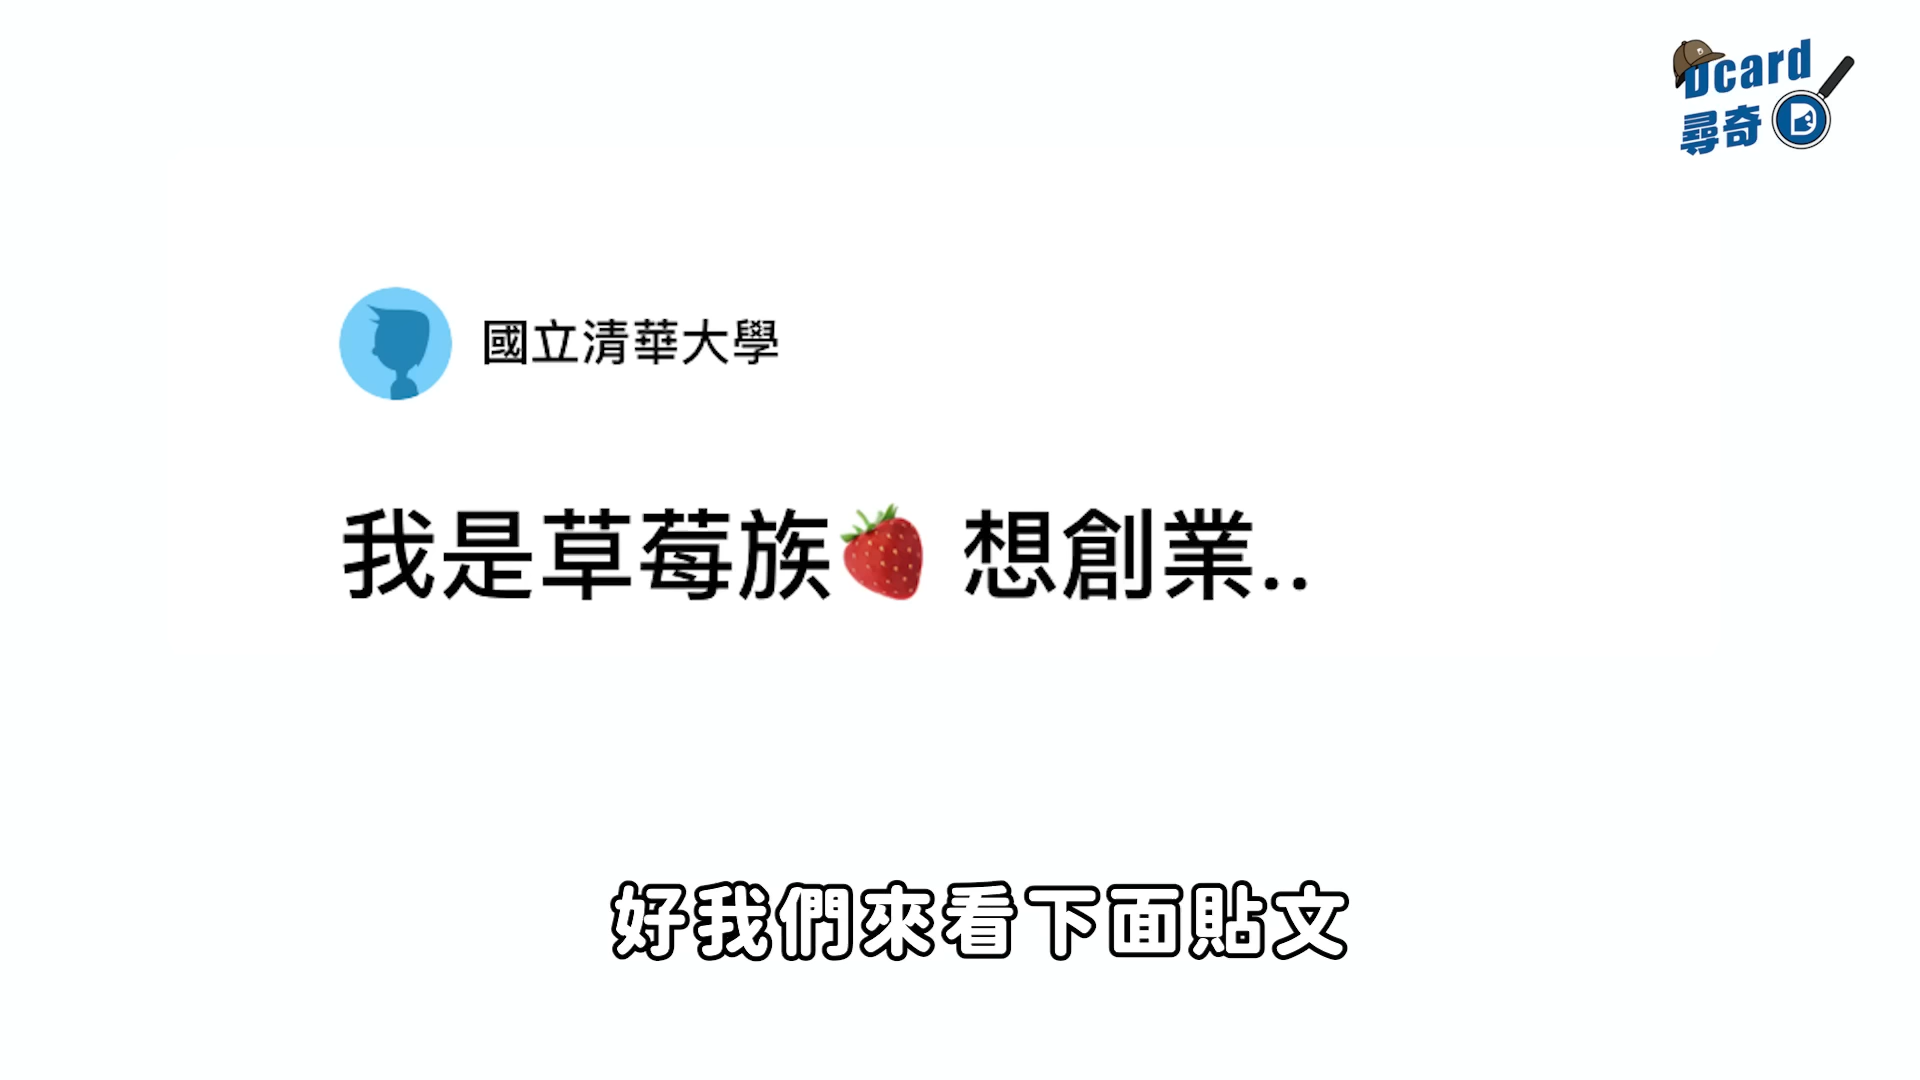 Dcard
尋奇
國立清華大學
我是草莓族🍓 想創業..
好我們來看下面貼文